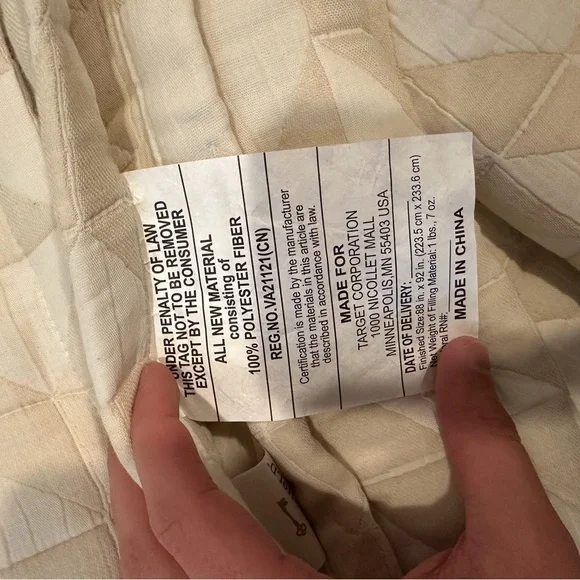 UNDER PENALTY OF LAW
THIS TAG NOT TO BE REMOVED
EXCEPT BY THE CONSUMER
ALL NEW MATERIAL
consisting of
100% POLYESTER FIBER
REG.NO.VA21121(CN)
Certification is made by the manufacturer
that the materials in this article are
described in accordance with law.
MADE FOR
TARGET CORPORATION
1000 NICOLLET MALL
MINNEAPOLIS MN 55403 USA
DATE OF DELIVERY:
Finished Size:88 in. x 92 in. (223.5 cm x 233.6 cm)
Net Weight of Filling Material: 1 lbs., 7 oz.
RN#:
MADE IN CHINA